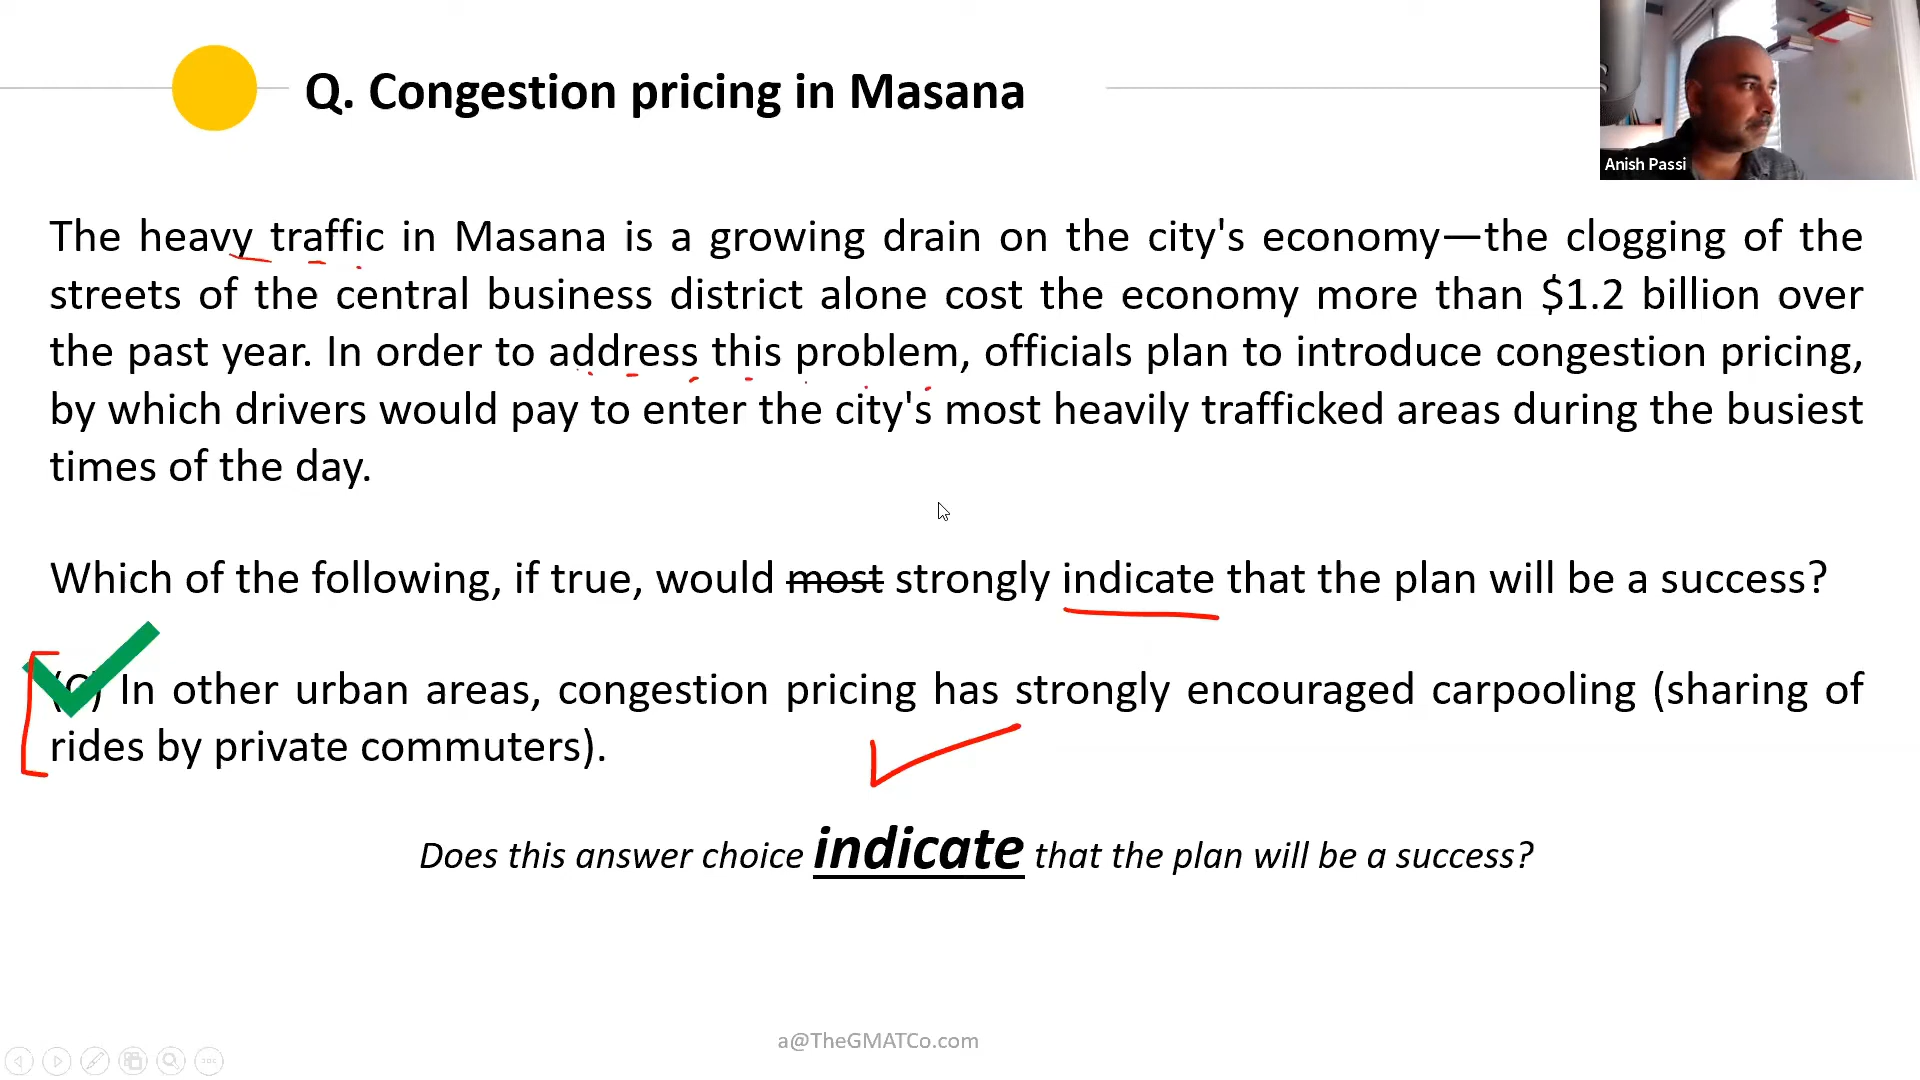 Q. Congestion pricing in Masana
Anish Passi
The heavy traffic in Masana is a growing drain on the city's economy—the clogging of the
streets of the central business district alone cost the economy more than $1.2 billion over
the past year. In order to address this problem, officials plan to introduce congestion pricing,
by which drivers would pay to enter the city's most heavily trafficked areas during the busiest
times of the day.
Which of the following, if true, would most strongly indicate that the plan will be a success?
(C) In other urban areas, congestion pricing has strongly encouraged carpooling (sharing of
rides by private commuters).
Does this answer choice indicate that the plan will be a success?
a@TheGMATCo.com